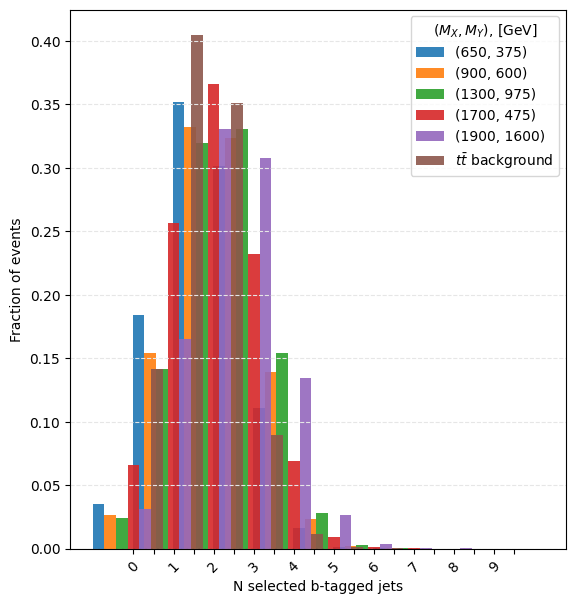 (M_X, M_Y), [GeV]
(650, 375)
(900, 600)
(1300, 975)
(1700, 475)
(1900, 1600)
tt̄ background
Fraction of events
0.40
0.35
0.30
0.25
0.20
0.15
0.10
0.05
0.00
0 1 2 3 4 5 6 7 8 9
N selected b-tagged jets